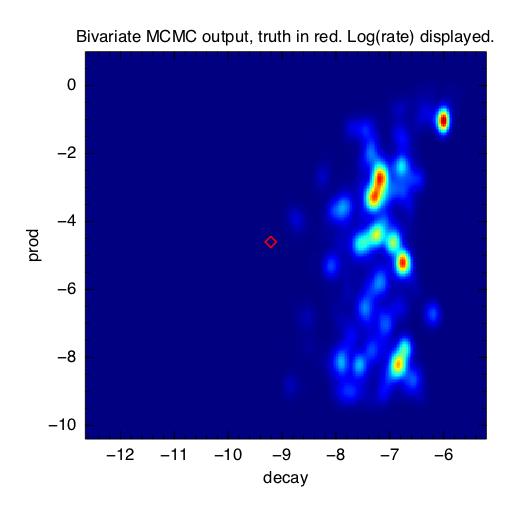 Bivariate MCMC output, truth in red. Log(rate) displayed.
0
−2
−4
−6
−8
−10
prod
−12 −11 −10 −9 −8 −7 −6
decay